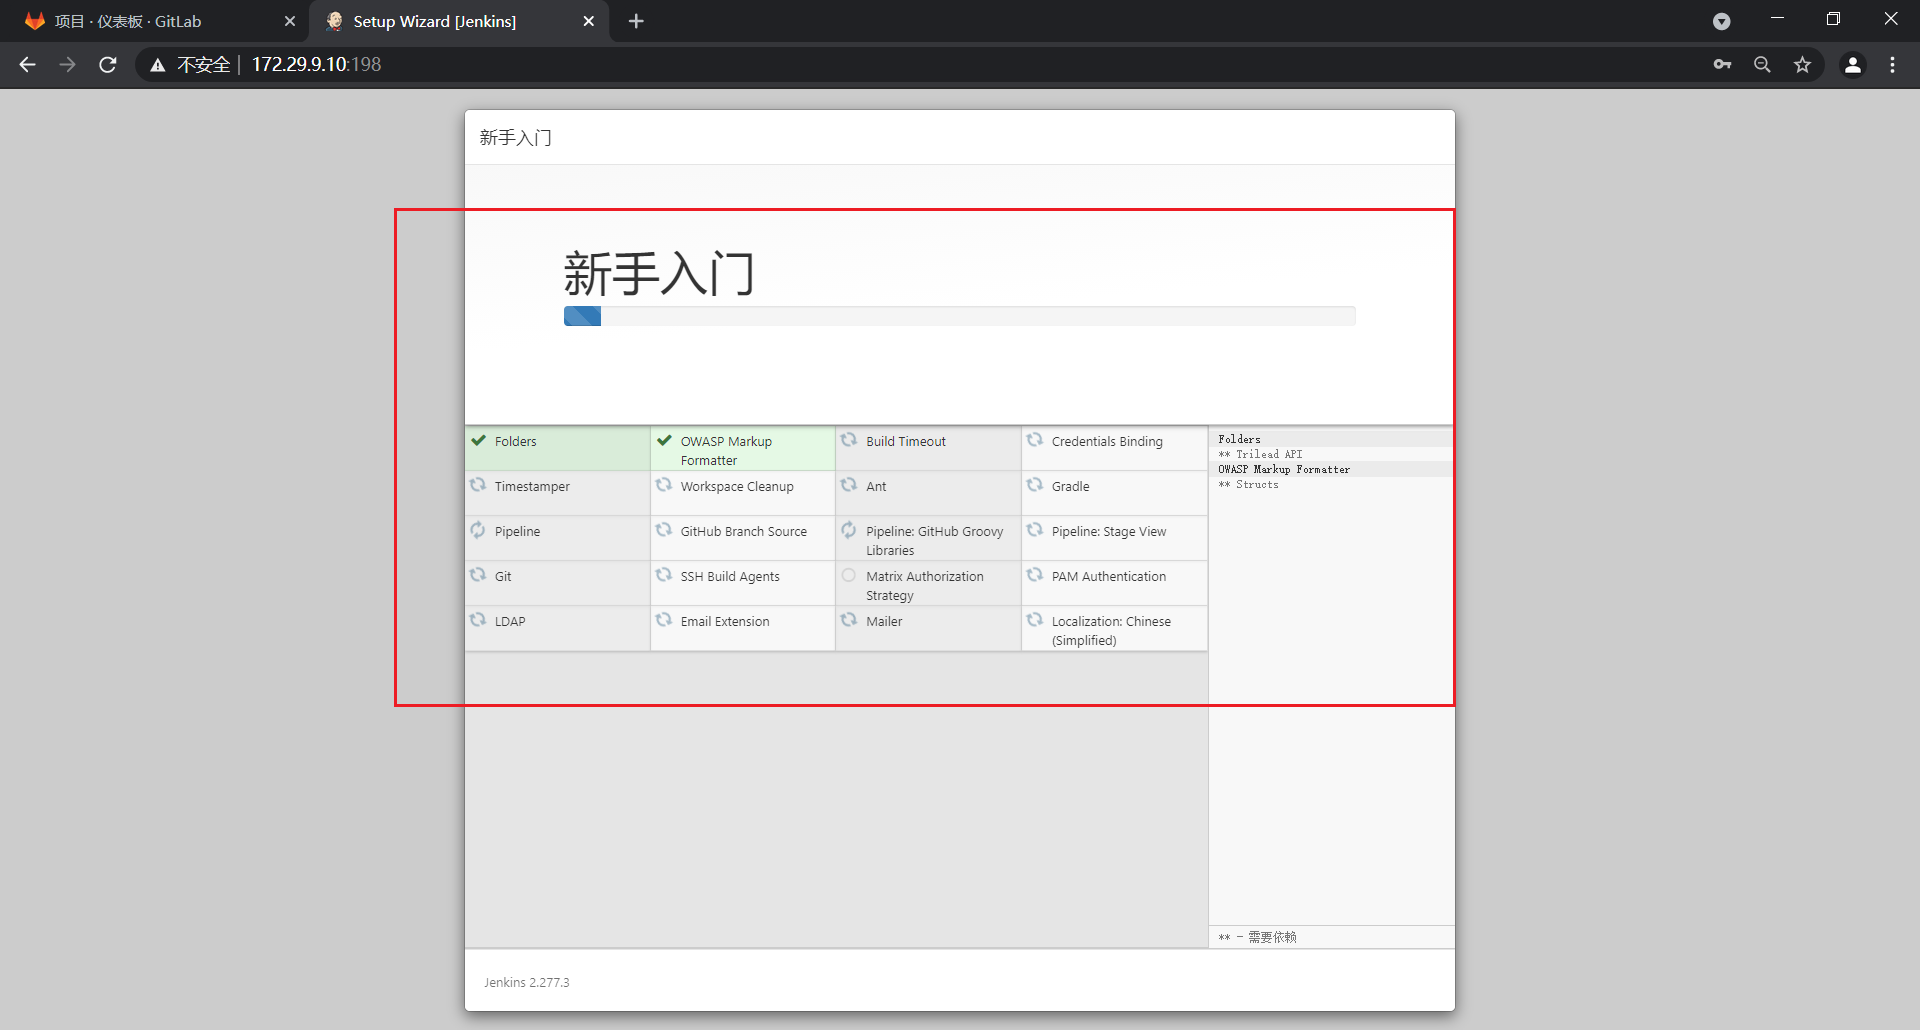 项目 · 仪表板 · GitLab
Setup Wizard [Jenkins]
不安全 | 172.29.9.10:198
新手入门
新手入门
Folders
OWASP Markup
Formatter
Build Timeout
Credentials Binding
Timestamper
Workspace Cleanup
Ant
Gradle
Pipeline
GitHub Branch Source
Pipeline: GitHub Groovy
Libraries
Pipeline: Stage View
Git
SSH Build Agents
Matrix Authorization
Strategy
PAM Authentication
LDAP
Email Extension
Mailer
Localization: Chinese
(Simplified)
Folders
** Trilead API
OWASP Markup Formatter
** Structs
** - 需要依赖
Jenkins 2.277.3